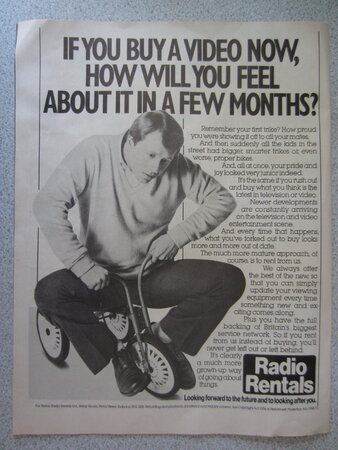 IF YOU BUY A VIDEO NOW,
HOW WILL YOU FEEL
ABOUT IT IN A FEW MONTHS?
Remember your first trike? How proud
you were showing it off to all your mates.
And then suddenly all the kids in the
street had bigger, smarter trikes or, even
worse, proper bikes.
And, all at once, your pride and
joy looked very junior indeed.
It's the same if you rush out
and buy what you think is the
latest in television or video.
Newer developments
are constantly arriving
on the television and video
entertainment scene.
And every time that happens,
what you've forked out to buy looks
more and more out of date.
The much more mature approach, of
course, is to rent from us.
We always offer
the best of the new, so
that you can simply
update your viewing
equipment every time
something new and ex-
citing comes along.
Plus you have the full
backing of Britain's biggest
service network. So if you rent
from us instead of buying, you'll
never get left out or left behind.
It's clearly
a much more
grown-up way
of going about
things.
Radio
Rentals
Looking forward to the future and to looking after you.